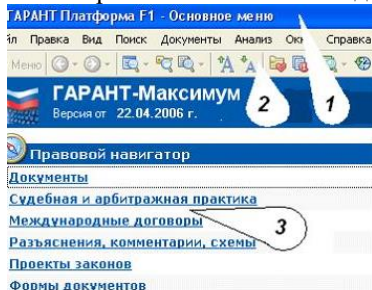 ГАРАНТ Платформа F1 - Основное меню
йл Правка Вид Поиск Документы Анализ Окн Справка
Меню
ГАРАНТ-Максимум
Версия от 22.04.2006 г.
2
1
Правовой навигатор
Документы
Судебная и арбитражная практика
Международные договоры
3
Разъяснения, комментарии, схемы
Проекты законов
Формы документов